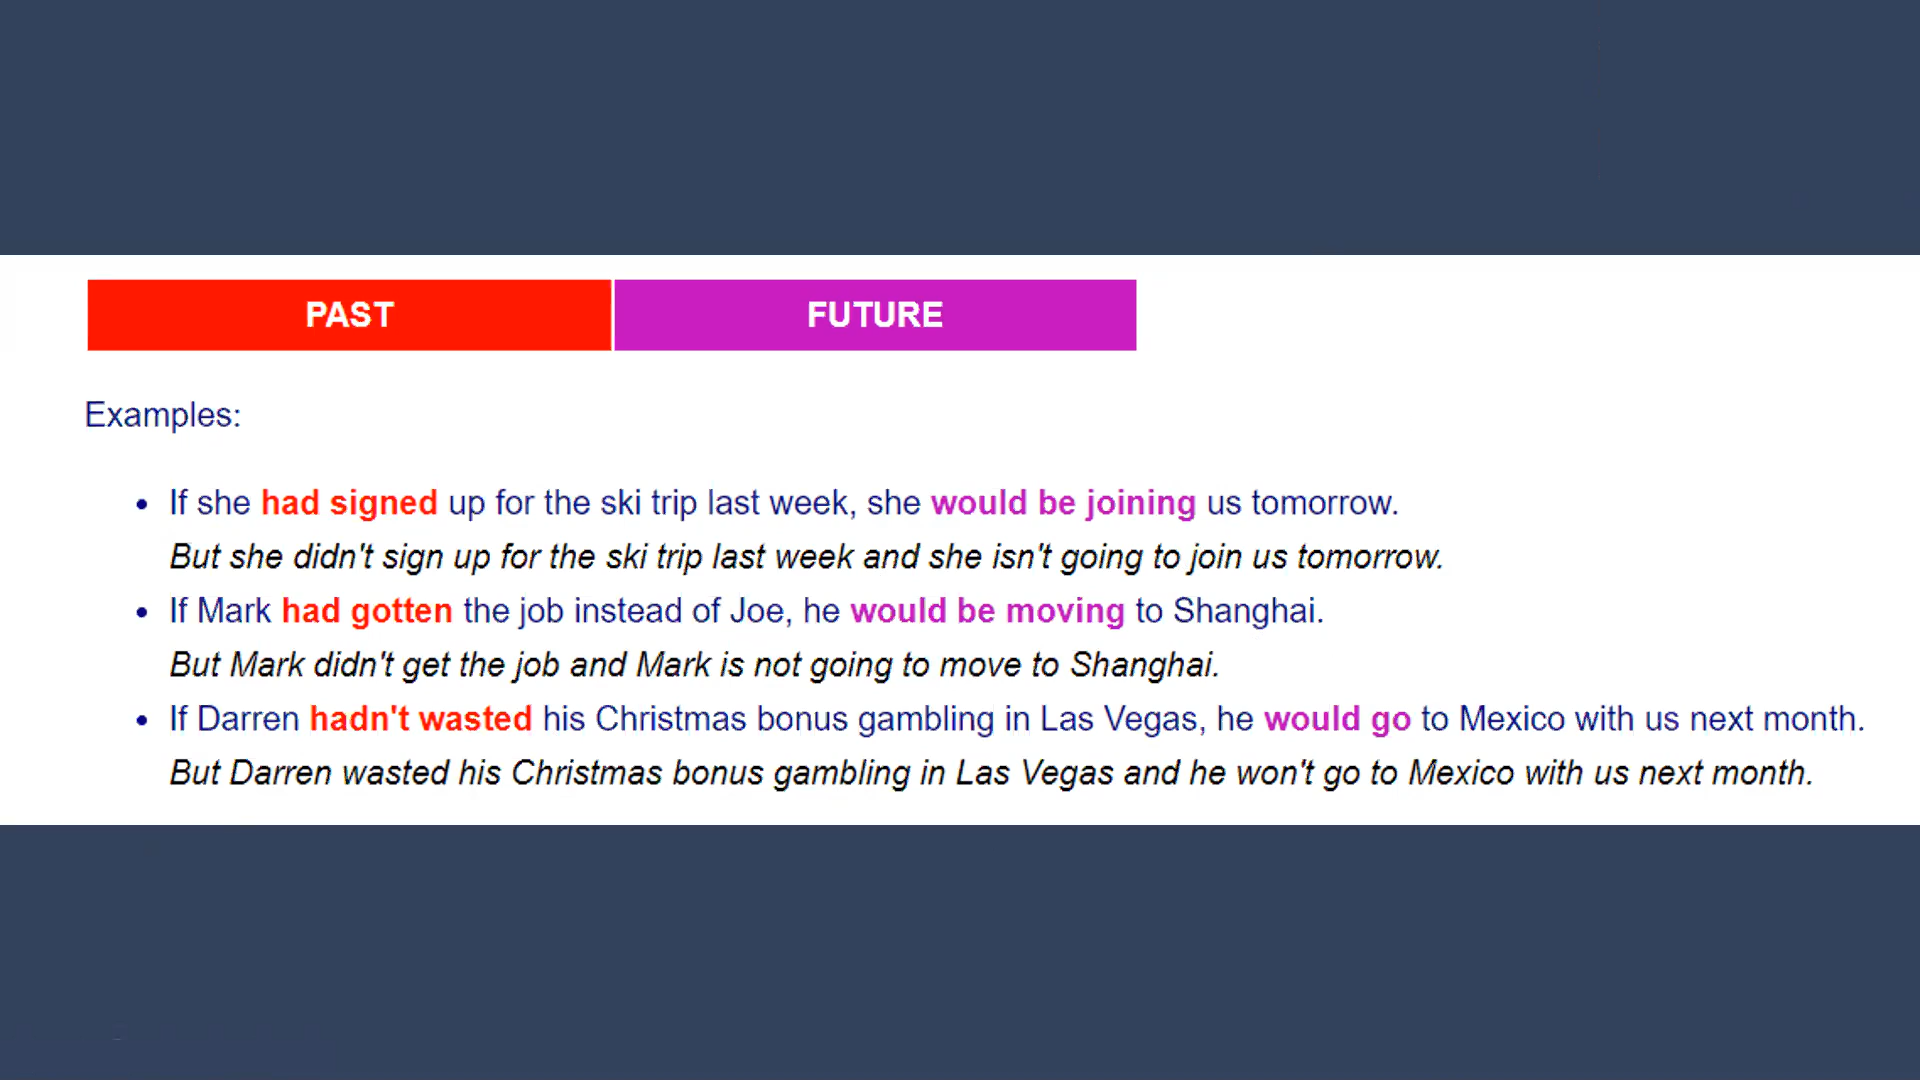 PAST FUTURE
Examples:
• If she had signed up for the ski trip last week, she would be joining us tomorrow.
But she didn't sign up for the ski trip last week and she isn't going to join us tomorrow.
• If Mark had gotten the job instead of Joe, he would be moving to Shanghai.
But Mark didn't get the job and Mark is not going to move to Shanghai.
• If Darren hadn't wasted his Christmas bonus gambling in Las Vegas, he would go to Mexico with us next month.
But Darren wasted his Christmas bonus gambling in Las Vegas and he won't go to Mexico with us next month.